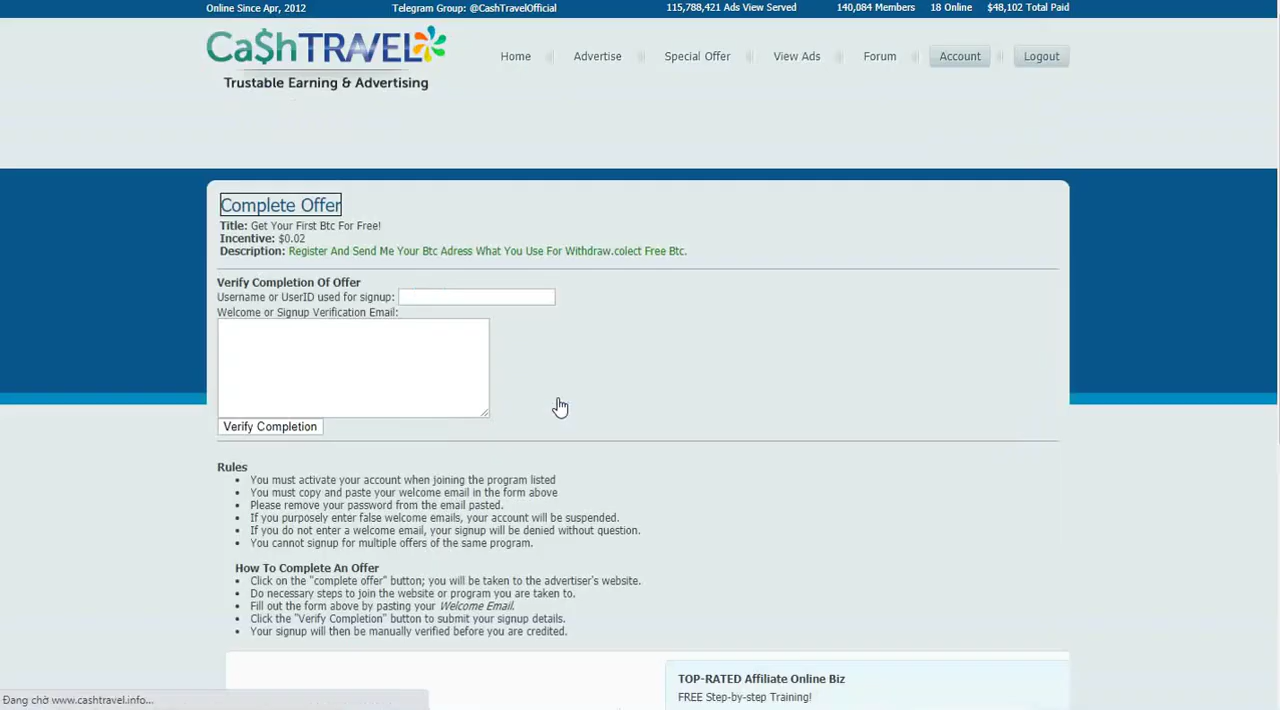 Online Since Apr, 2012 Telegram Group: @CashTravelOfficial 115,788,421 Ads View Served 140,084 Members 18 Online $48,102 Total Paid
Ca$hTRAVEL
Trustable Earning & Advertising
Home Advertise Special Offer View Ads Forum Account Logout
Complete Offer
Title: Get Your First Btc For Free!
Incentive: $0.02
Description: Register And Send Me Your Btc Adress What You Use For Withdraw.colect Free Btc.
Verify Completion Of Offer
Username or UserID used for signup:
Welcome or Signup Verification Email:
Verify Completion
Rules
You must activate your account when joining the program listed
You must copy and paste your welcome email in the form above
Please remove your password from the email pasted.
If you purposely enter false welcome emails, your account will be suspended.
If you do not enter a welcome email, your signup will be denied without question.
You cannot signup for multiple offers of the same program.
How To Complete An Offer
Click on the "complete offer" button; you will be taken to the advertiser's website.
Do necessary steps to join the website or program you are taken to.
Fill out the form above by pasting your Welcome Email.
Click the "Verify Completion" button to submit your signup details.
Your signup will then be manually verified before you are credited.
TOP-RATED Affiliate Online Biz
FREE Step-by-step Training!
Đang chờ www.cashtravel.info...